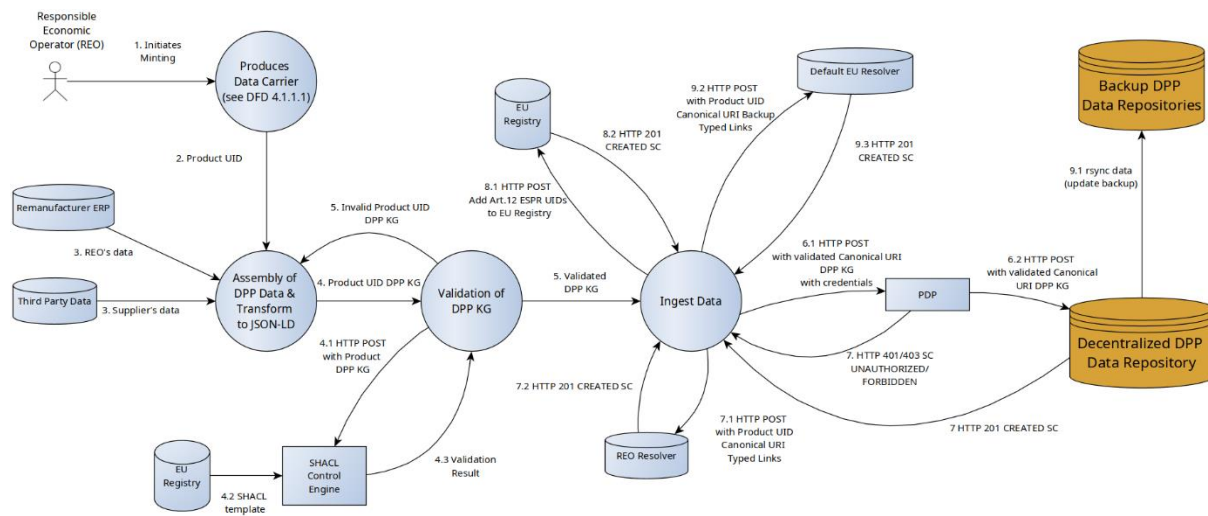 Responsible
Economic
Operator (REO)
1. Initiates
Minting
Produces
Data Carrier
(see DFD 4.1.1.1)
2. Product UID
Remanufacturer ERP
3. REO's data
Third Party Data
3. Supplier's data
Assembly of
DPP Data &
Transform
to JSON-LD
5. Invalid Product UID
DPP KG
4. Product UID DPP KG
Validation of
DPP KG
4.1 HTTP POST
with Product
DPP KG
EU
Registry
4.2 SHACL
template
SHACL
Control
Engine
4.3 Validation
Result
5. Validated
DPP KG
EU
Registry
8.2 HTTP 201
CREATED SC
8.1 HTTP POST
Add Art.12 ESPR UIDs
to EU Registry
9.2 HTTP POST
with Product UID
Canonical URI Backup
Typed Links
Default EU Resolver
9.3 HTTP 201
CREATED SC
Ingest Data
6.1 HTTP POST
with validated Canonical URI
DPP KG
with credentials
PDP
6.2 HTTP POST
with validated Canonical
URI DPP KG
7. HTTP 401/403 SC
UNAUTHORIZED/
FORBIDDEN
7.2 HTTP 201 CREATED SC
REO Resolver
7.1 HTTP POST
with Product UID
Canonical URI
Typed Links
7 HTTP 201 CREATED SC
Backup DPP
Data Repositories
9.1 rsync data
(update backup)
Decentralized DPP
Data Repository